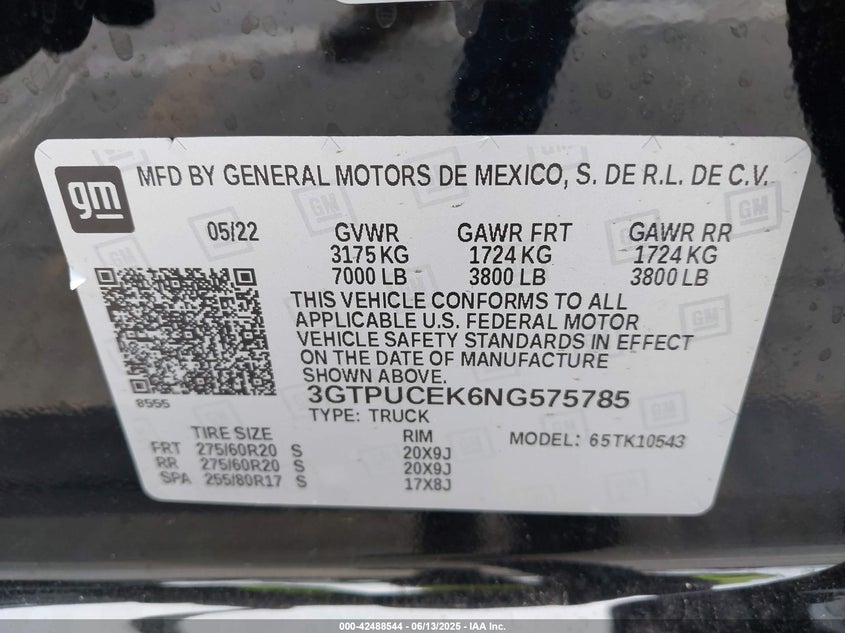 gm MFD BY GENERAL MOTORS DE MEXICO, S. DE R.L. DE C.V.
05/22 GVWR GAWR FRT GAWR RR
3175 KG 1724 KG 1724 KG
7000 LB 3800 LB 3800 LB
THIS VEHICLE CONFORMS TO ALL
APPLICABLE U.S. FEDERAL MOTOR
VEHICLE SAFETY STANDARDS IN EFFECT
ON THE DATE OF MANUFACTURE
SHOWN ABOVE.
8555
3GTPUCEK6NG575785
TYPE: TRUCK
TIRE SIZE RIM MODEL: 65TK10543
FRT 275/60R20 S 20X9J
RR 275/60R20 S 20X9J
SPA 255/80R17 S 17X8J
000-42488544 - 06/13/2025 - IAA Inc.